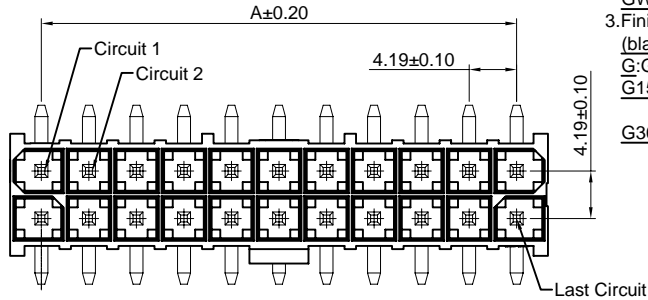 A±0.20
3.Fini
Circuit 1
(bla
Circuit 2
4.19±0.10
G15
4.19±0.10
G30
Last Circuit